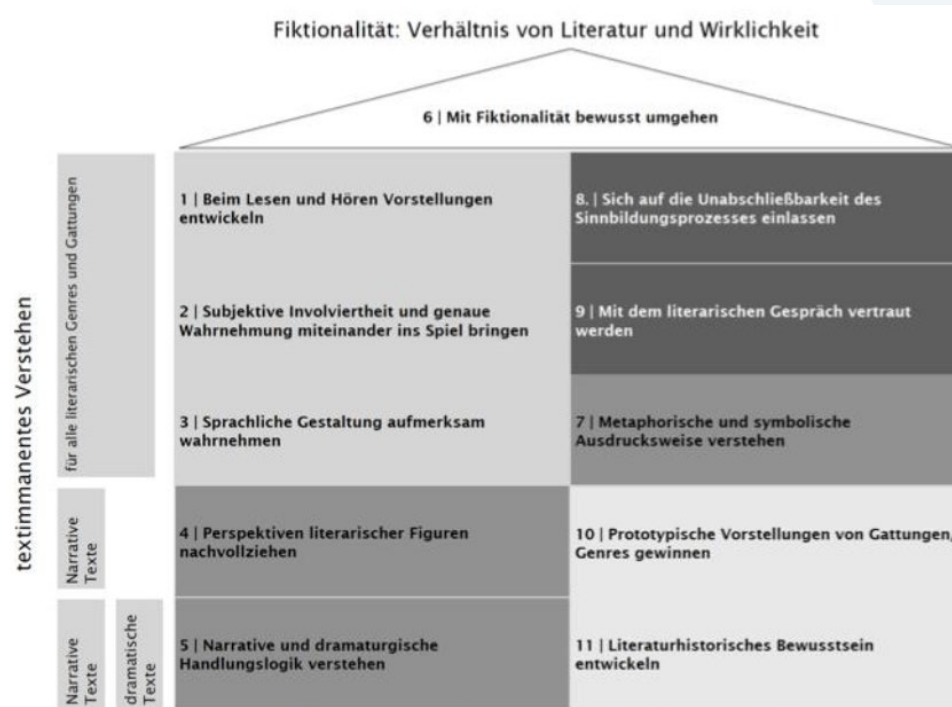 Fiktionalität: Verhältnis von Literatur und Wirklichkeit
6 | Mit Fiktionalität bewusst umgehen
textimmanentes Verstehen
für alle literarischen Genres und Gattungen
1 | Beim Lesen und Hören Vorstellungen
entwickeln
8. | Sich auf die Unabschließbarkeit des
Sinnbildungsprozesses einlassen
2 | Subjektive Involviertheit und genaue
Wahrnehmung miteinander ins Spiel bringen
9 | Mit dem literarischen Gespräch vertraut
werden
3 | Sprachliche Gestaltung aufmerksam
wahrnehmen
7 | Metaphorische und symbolische
Ausdrucksweise verstehen
Narrative
Texte
4 | Perspektiven literarischer Figuren
nachvollziehen
10 | Prototypische Vorstellungen von Gattungen,
Genres gewinnen
Narrative
Texte
dramatische
Texte
5 | Narrative und dramaturgische
Handlungslogik verstehen
11 | Literaturhistorisches Bewusstsein
entwickeln